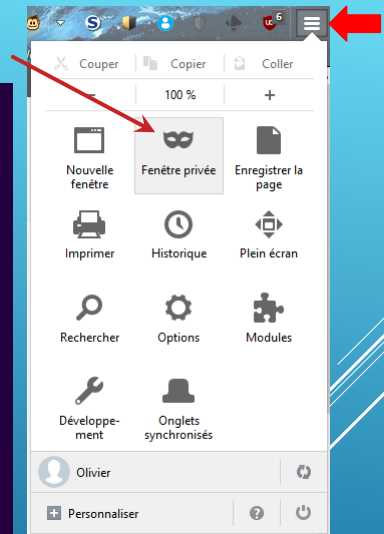 S 6
Couper Copier Coller
− 100 % +
Nouvelle fenêtre
Fenêtre privée
Enregistrer la page
Imprimer Historique Plein écran
Rechercher Options Modules
Développe-
ment
Onglets
synchronisés
Olivier
Personnaliser ?